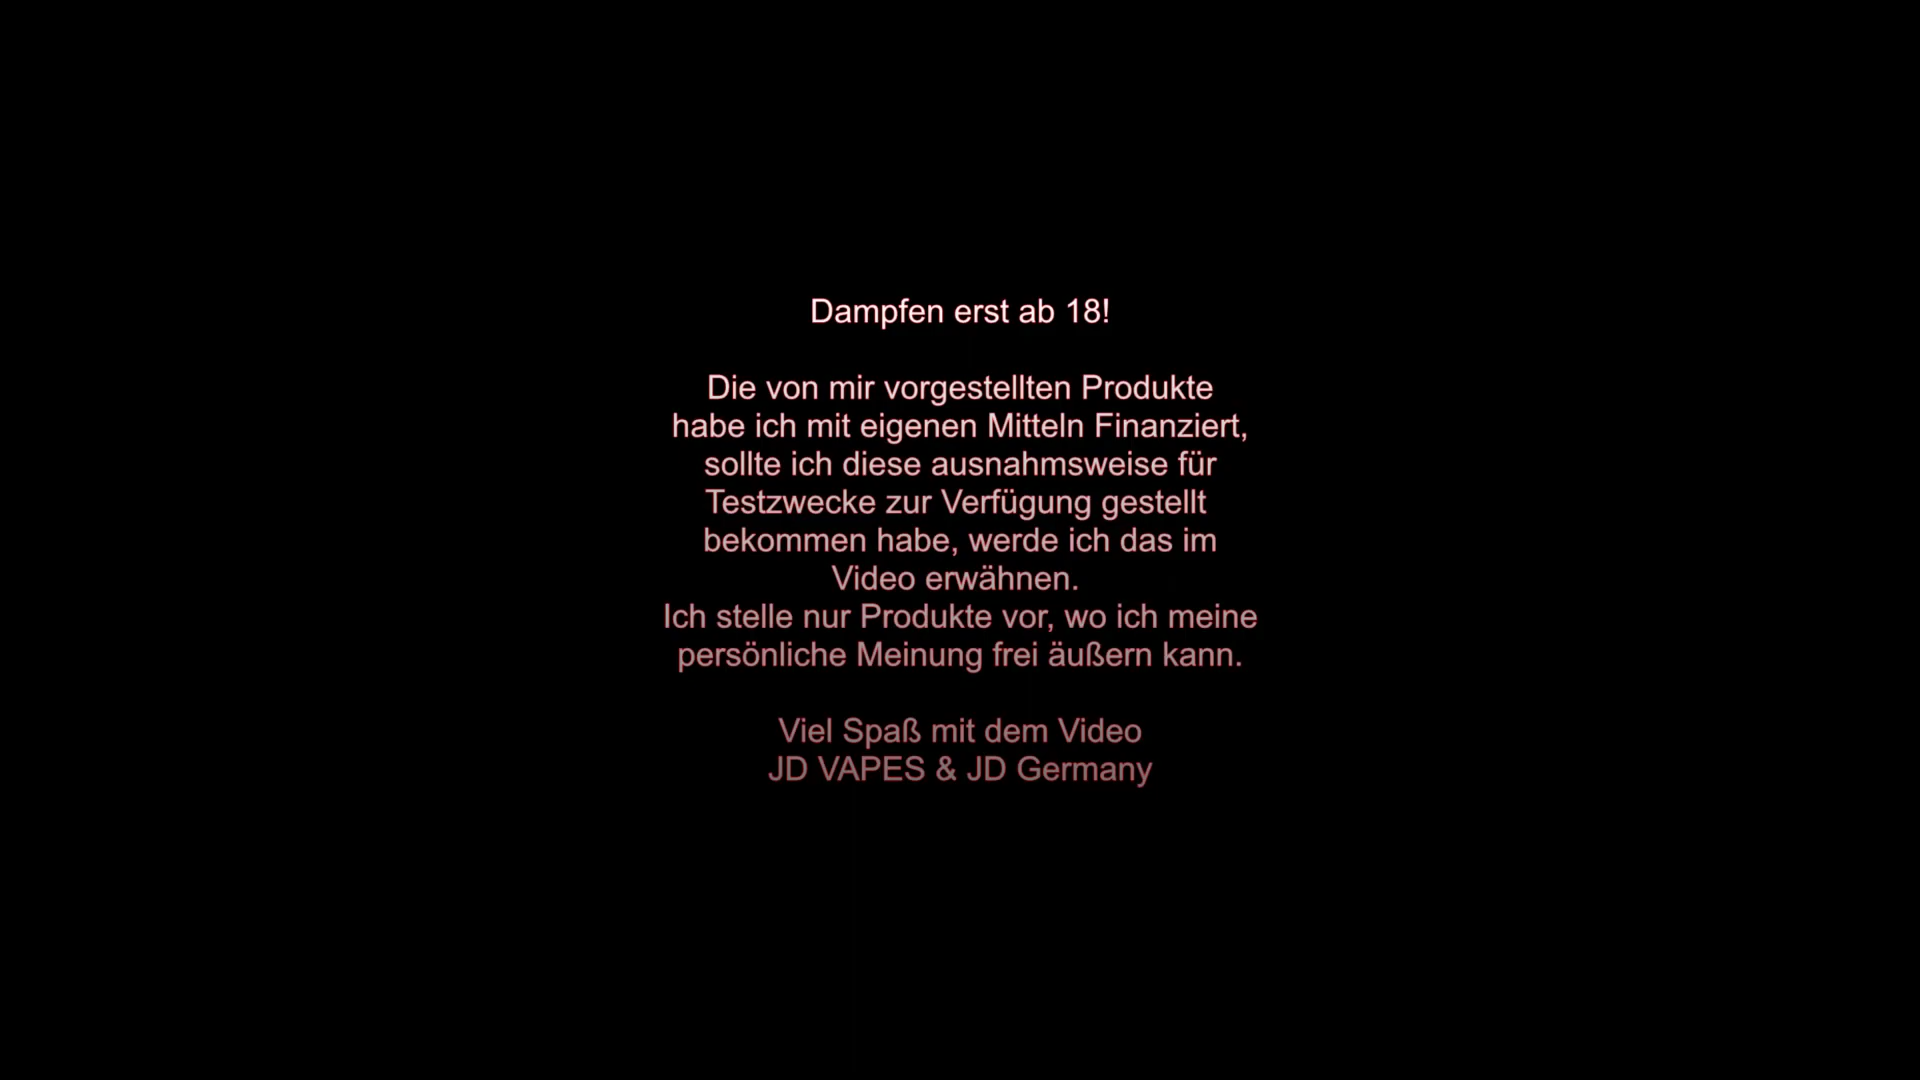 Dampfen erst ab 18!
Die von mir vorgestellten Produkte
habe ich mit eigenen Mitteln Finanziert,
sollte ich diese ausnahmsweise für
Testzwecke zur Verfügung gestellt
bekommen habe, werde ich das im
Video erwähnen.
Ich stelle nur Produkte vor, wo ich meine
persönliche Meinung frei äußern kann.
Viel Spaß mit dem Video
JD VAPES & JD Germany